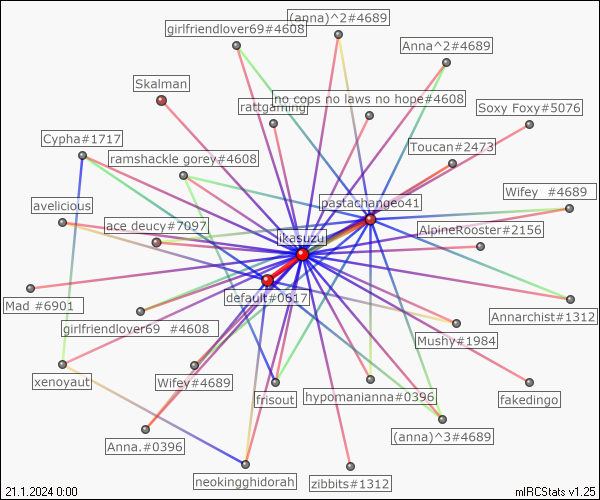 (anna)^2#4689
girlfriendlover69#4608
Anna^2#4689
Skalman
no cops no laws no hope#4608
rattgaming
Soxy Foxy#5076
Cypha#1717
Toucan#2473
ramshackle gorey#4608
Wifey #4689
pastachangeo41
avelicious
ace deucy#7097
AlpineRooster#2156
ikasuzu
default#0617
Mad #6901
Annarchist#1312
girlfriendlover69 #4608
Mushy#1984
xenoyaut
Wifey#4689
frisout
hypomanianna#0396
fakedingo
(anna)^3#4689
Anna.#0396
neokingghidorah
zibbits#1312
21.1.2024 0:00
mIRCStats v1.25